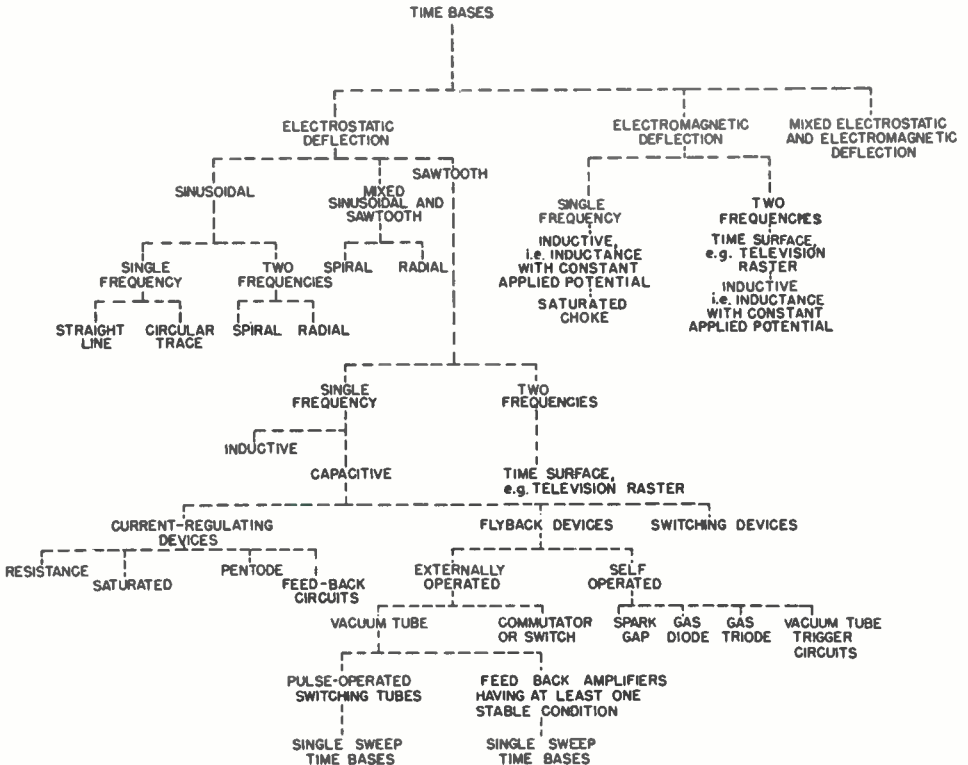 TIME BASES
ELECTROSTATIC
DEFLECTION
ELECTROMAGNETIC
DEFLECTION
MIXED ELECTROSTATIC
AND ELECTROMAGNETIC
DEFLECTION
SINUSOIDAL
MIXED
SINUSOIDAL AND
SAWTOOTH
SAWTOOTH
SINGLE
FREQUENCY
TWO
FREQUENCIES
SPIRAL
RADIAL
STRAIGHT
LINE
CIRCULAR
TRACE
SPIRAL
RADIAL
SINGLE
FREQUENCY
INDUCTIVE,
i.e. INDUCTANCE
WITH CONSTANT
APPLIED POTENTIAL
SATURATED
CHOKE
TWO
FREQUENCIES
TIME SURFACE,
e.g. TELEVISION
RASTER
INDUCTIVE
i.e. INDUCTANCE
WITH CONSTANT
APPLIED POTENTIAL
SINGLE
FREQUENCY
TWO
FREQUENCIES
INDUCTIVE
CAPACITIVE
TIME SURFACE,
e.g. TELEVISION RASTER
CURRENT-REGULATING
DEVICES
FLYBACK DEVICES
SWITCHING DEVICES
RESISTANCE
SATURATED
PENTODE
FEED-BACK
CIRCUITS
EXTERNALLY
OPERATED
SELF
OPERATED
VACUUM TUBE
COMMUTATOR
OR SWITCH
SPARK
GAP
GAS
DIODE
GAS
TRIODE
VACUUM TUBE
TRIGGER
CIRCUITS
PULSE-OPERATED
SWITCHING TUBES
FEED BACK AMPLIFIERS
HAVING AT LEAST ONE
STABLE CONDITION
SINGLE SWEEP
TIME BASES
SINGLE SWEEP
TIME BASES